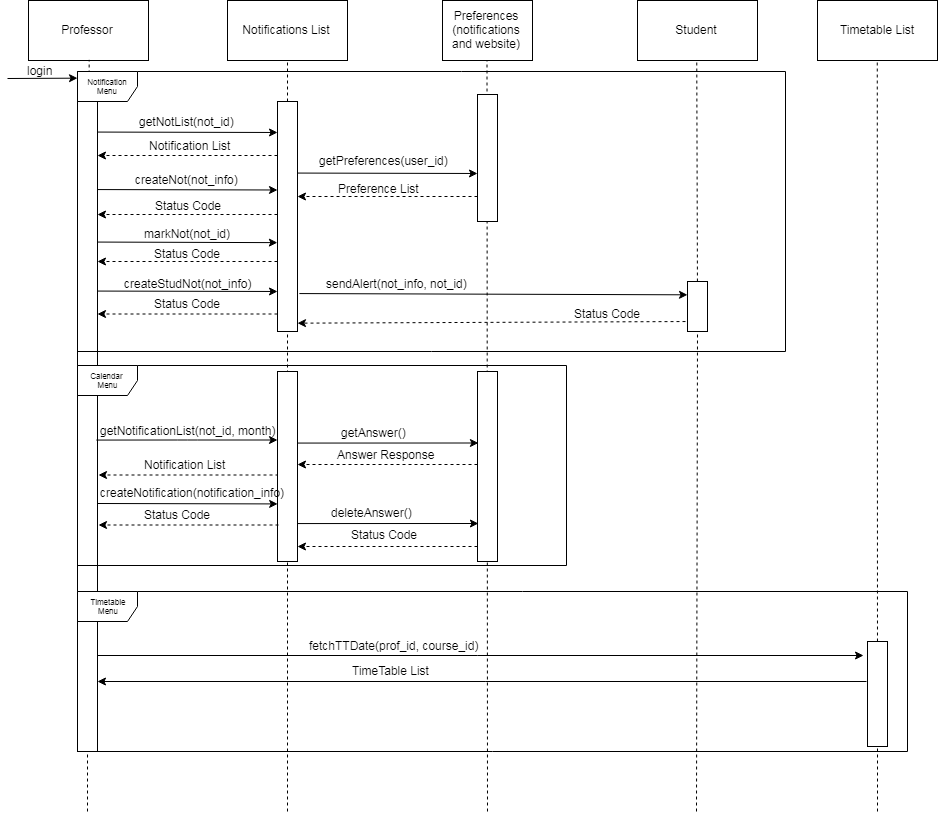 Professor
Notifications List
Preferences
(notifications
and website)
Student
Timetable List
login
Notification
Menu
getNotList(not_id)
Notification List
getPreferences(user_id)
createNot(not_info)
Preference List
Status Code
markNot(not_id)
Status Code
createStudNot(not_info)
sendAlert(not_info, not_id)
Status Code
Status Code
Calendar
Menu
getNotificationList(not_id, month)
getAnswer()
Answer Response
Notification List
createNotification(notification_info)
Status Code
deleteAnswer()
Status Code
Timetable
Menu
fetchTTDate(prof_id, course_id)
TimeTable List